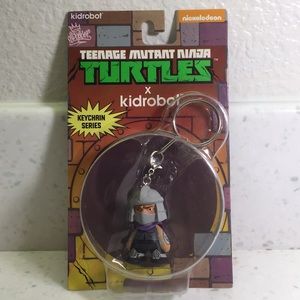 kidrobot
nickelodeon
TEENAGE MUTANT NINJA
TURTLES
x
kidrobot
KEYCHAIN
SERIES